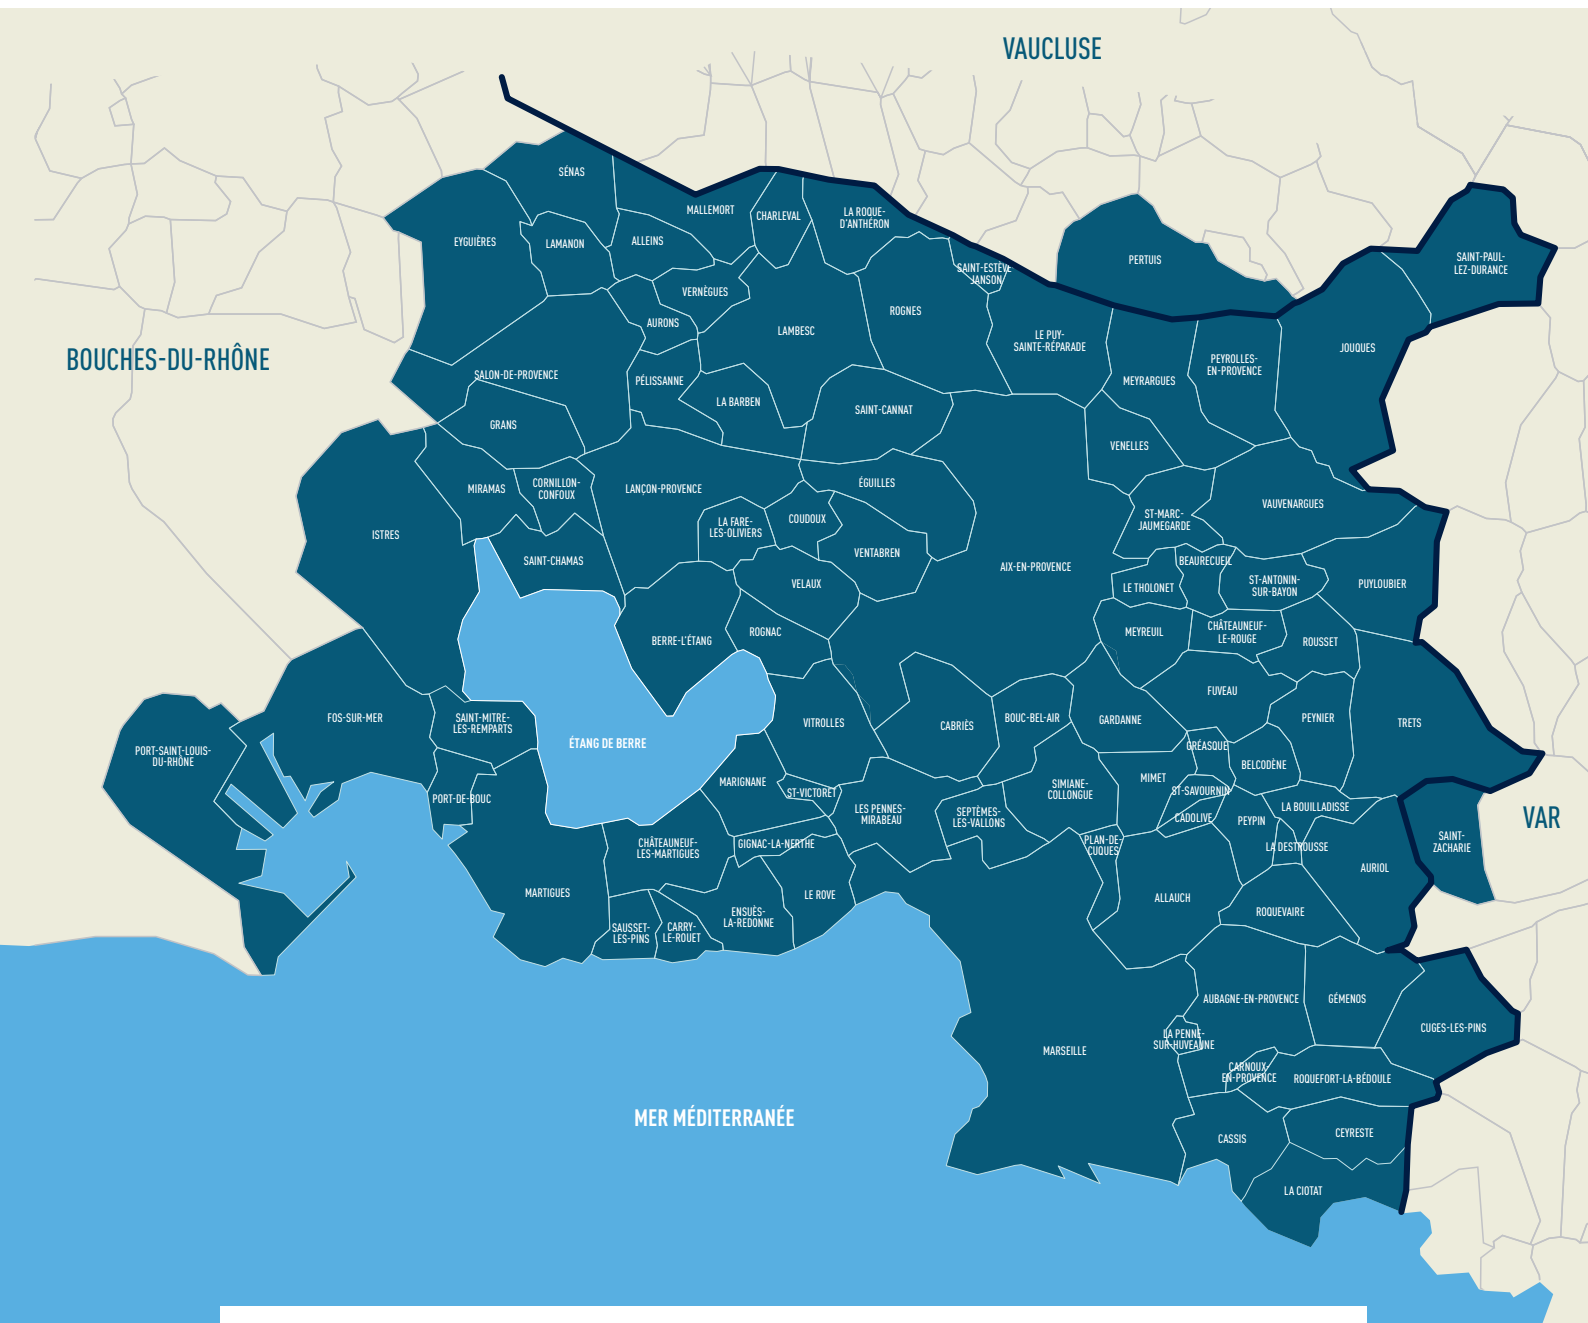 VAUCLUSE
BOUCHES-DU-RHÔNE
VAR
SÉNAS
MALLEMORT
CHARLEVAL
LA ROQUE-
D'ANTHÉRON
EYGUIÈRES
LAMANON
ALLEINS
SAINT-ESTÈVE
JANSON
PERTUIS
SAINT-PAUL-
LEZ-DURANCE
VERNÈGUES
AURONS
LAMBESC
ROGNES
LE PUY-
SAINTE-RÉPARADE
JOUQUES
PEYROLLES-
EN-PROVENCE
MEYRARGUES
SALON-DE-PROVENCE
PÉLISSANNE
LA BARBEN
SAINT-CANNAT
GRANS
VENELLES
MIRAMAS
CORNILLON-
CONFOUX
LANÇON-PROVENCE
ÉGUILLES
VAUVENARGUES
LA FARE-
LES-OLIVIERS
COUDOUX
ST-MARC-
JAUMEGARDE
ISTRES
SAINT-CHAMAS
VENTABREN
AIX-EN-PROVENCE
BEAURECUEIL
LE THOLONET
ST-ANTONIN-
SUR-BAYON
PUYLOUBIER
VELAUX
BERRE-L'ÉTANG
ROGNAC
MEYREUIL
CHÂTEAUNEUF-
LE-ROUGE
ROUSSET
FUVEAU
FOS-SUR-MER
SAINT-MITRE-
LES-REMPARTS
VITROLLES
CABRIÈS
BOUC-BEL-AIR
GARDANNE
PEYNIER
TRETS
ÉTANG DE BERRE
PORT-SAINT-LOUIS-
DU-RHÔNE
GRÉASQUE
BELCODÈNE
MARIGNANE
ST-VICTORET
SIMIANE-
COLLONGUE
MIMET
ST-SAVOURNIN
PORT-DE-BOUC
LES PENNES-
MIRABEAU
SEPTÈMES-
LES-VALLONS
CADOLIVE
PEYPIN
LA BOUILLADISSE
SAINT-
ZACHARIE
CHÂTEAUNEUF-
LES-MARTIGUES
GIGNAC-LA-NERTHE
PLAN-DE-
CUQUES
LA DESTROUSSE
AURIOL
MARTIGUES
LE ROVE
ALLAUCH
ENSUÈS-
LA-REDONNE
ROQUEVAIRE
SAUSSET-
LES-PINS
CARRY-
LE-ROUET
AUBAGNE-EN-PROVENCE
GÉMENOS
CUGES-LES-PINS
LA PENNE-
SUR-HUVEAUNE
MARSEILLE
CARNOUX-
EN-PROVENCE
ROQUEFORT-LA-BÉDOULE
MER MÉDITERRANÉE
CASSIS
CEYRESTE
LA CIOTAT